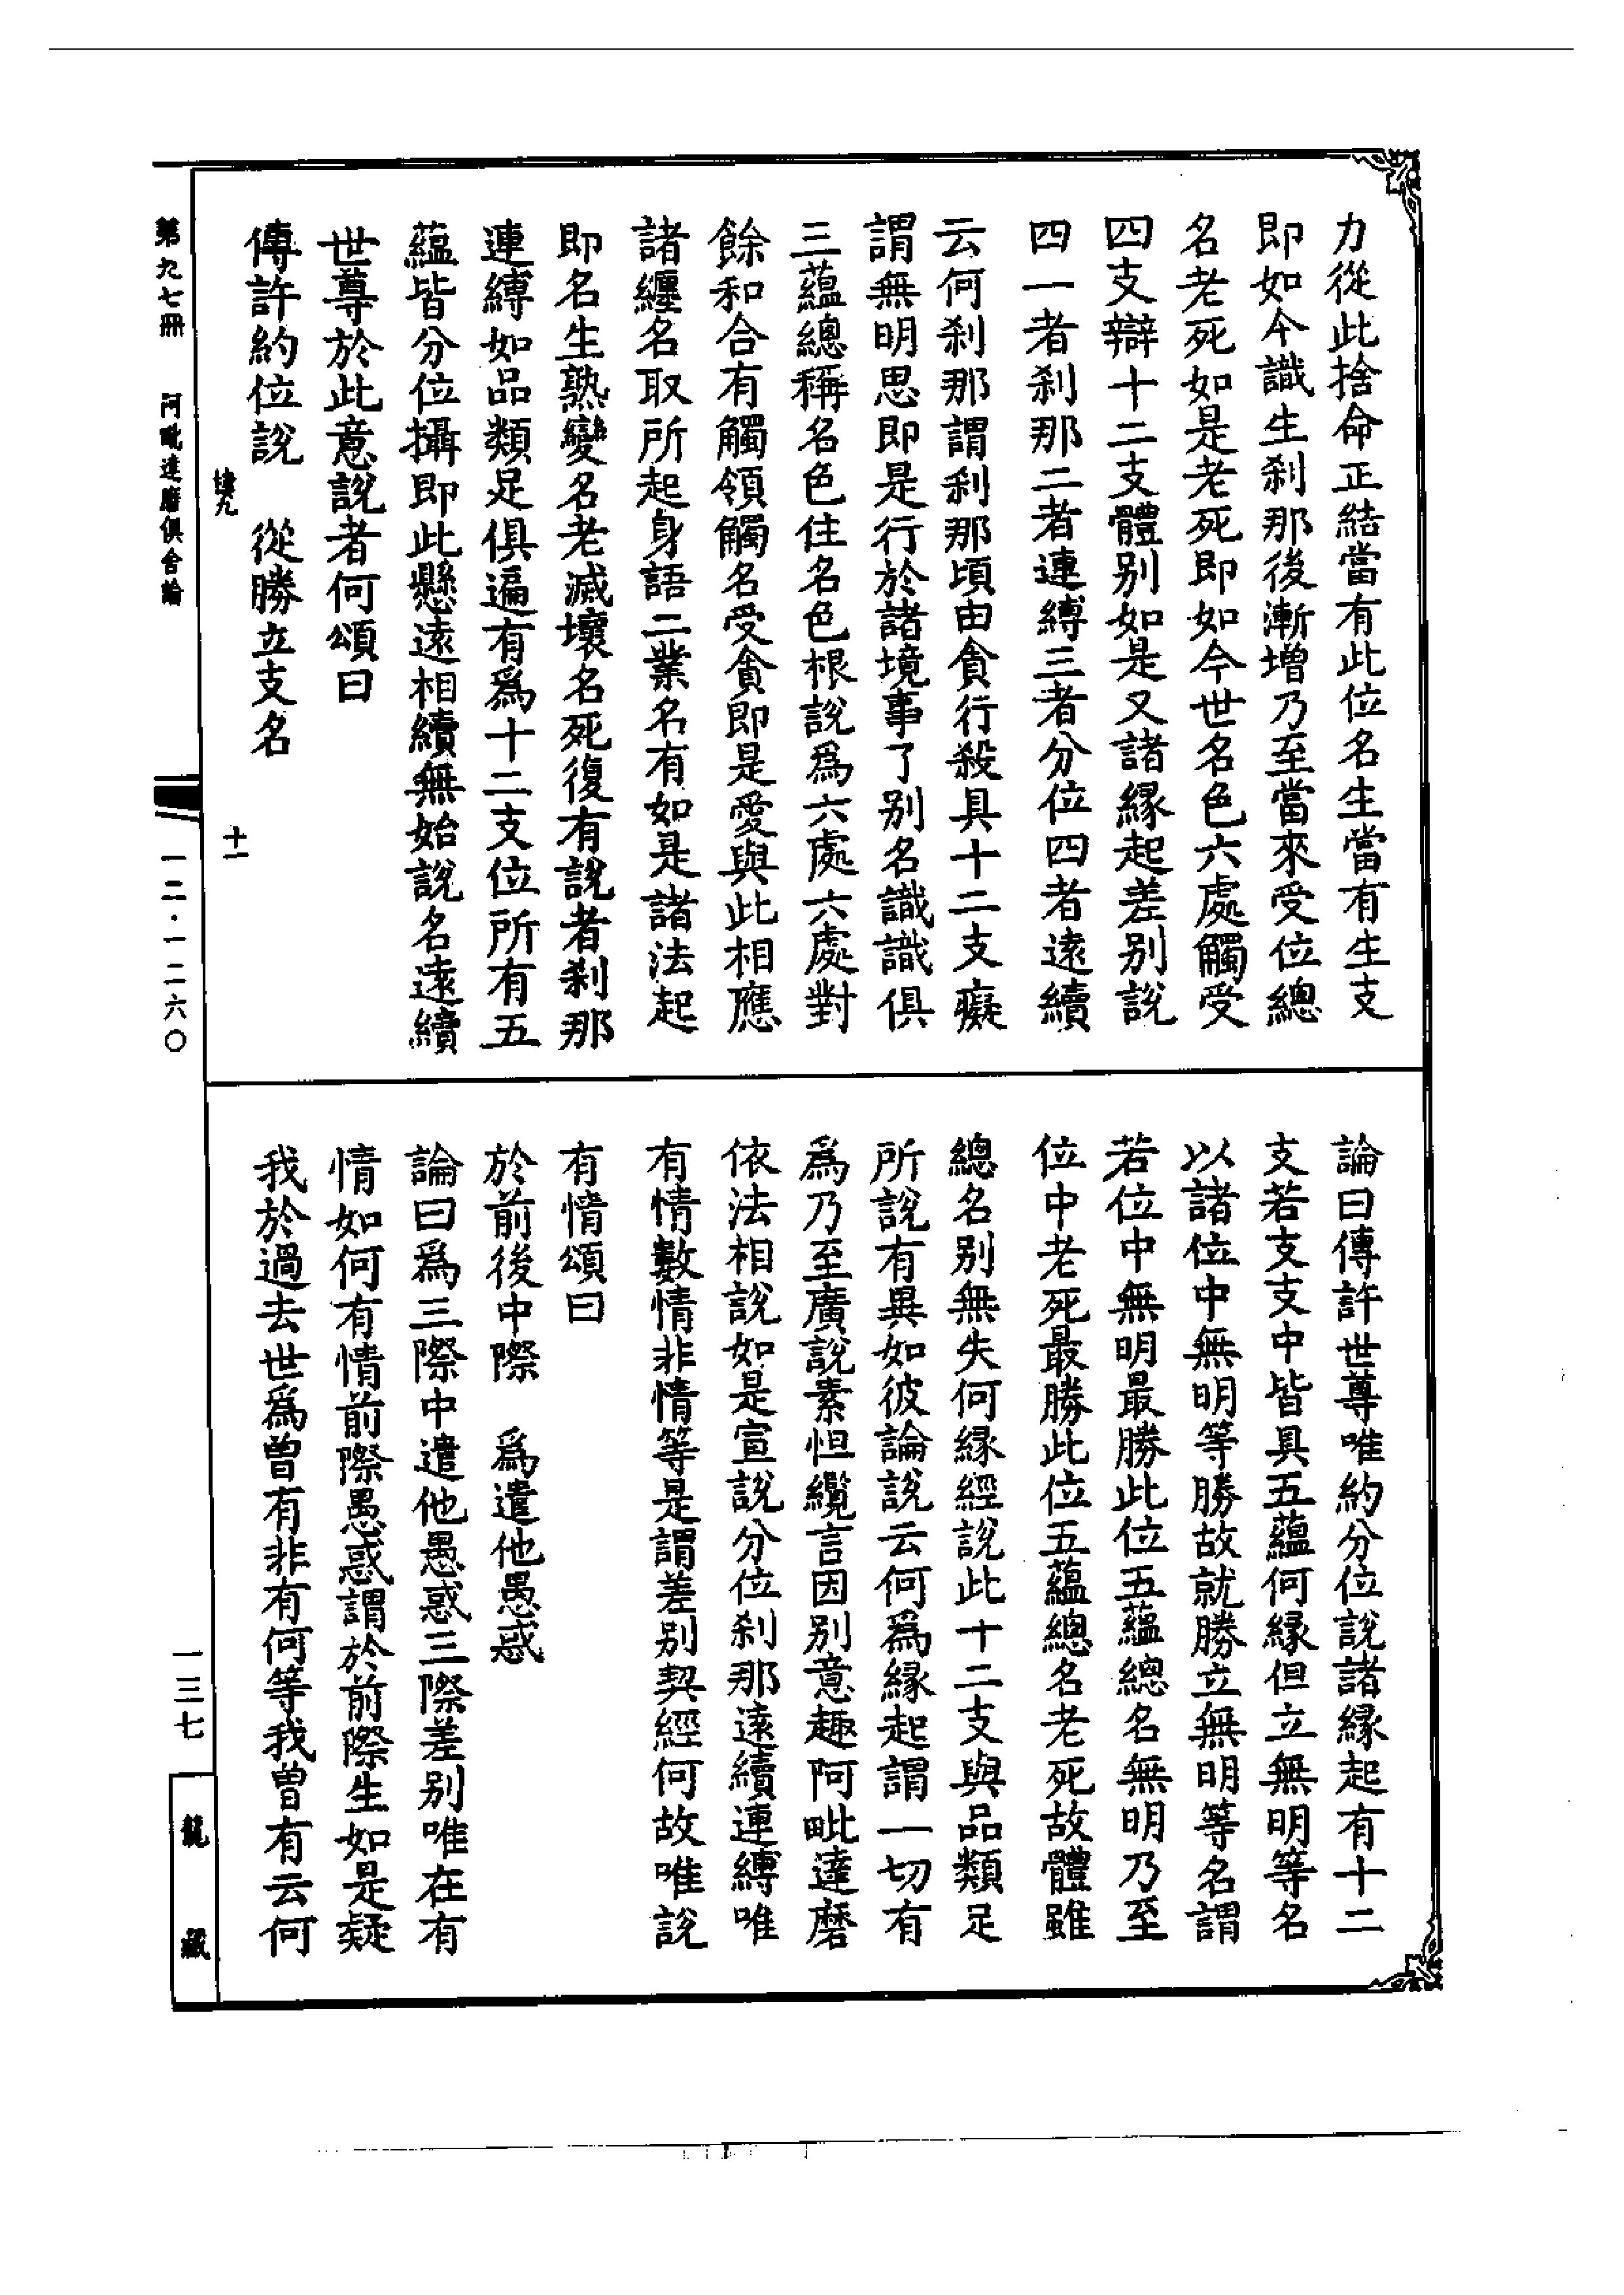 力從此捨命正結當有此位名生當有生支
即如今識生刹那後漸增乃至當來受位總
名老死如是老死即如今世名色六處觸受
四支辯十二支體別如是又諸緣起差別說
四一者刹那二者連縛三者分位四者遠續
云何刹那謂刹那頃由貪行殺具十二支癡
謂無明思即是行於諸境事了別名識識俱
三蘊總稱名色住名色根說爲六處六處對
餘和合有觸領觸名受貪即是愛與此相應
諸纏名取所起身語二業名有如是諸法起
即名生熟變名老滅壞名死復有說者刹那
連縛如品類足俱遍有爲十二支位所有五
蘊皆分位攝即此懸遠相續無始說名遠續
世尊於此意說者何頌曰
傳許約位說　從勝立支名
十一
論曰傳許世尊唯約分位說諸緣起有十二
支若支支中皆具五蘊何緣但立無明等名
以諸位中無明等勝故就勝立無明等名謂
若位中無明最勝此位五蘊總名無明乃至
位中老死最勝此位五蘊總名老死故體雖
總名別無失何緣經說此十二支與品類足
所說有異如彼論說云何爲緣起謂一切有
爲乃至廣說素怛纜言因別意趣阿毗達磨
依法相說如是宣說分位刹那遠續連縛唯
有情數情非情等是謂差別契經何故唯說
有情頌曰
於前後中際　爲遣他愚惑
論曰爲三際中遣他愚惑三際差別唯在有
情如何有情前際愚惑謂於前際生如是疑
我於過去世爲曾有非有何等我曾有云何
第九七冊　阿毗達磨俱舍論
一二·一二六〇
一三七
龍藏